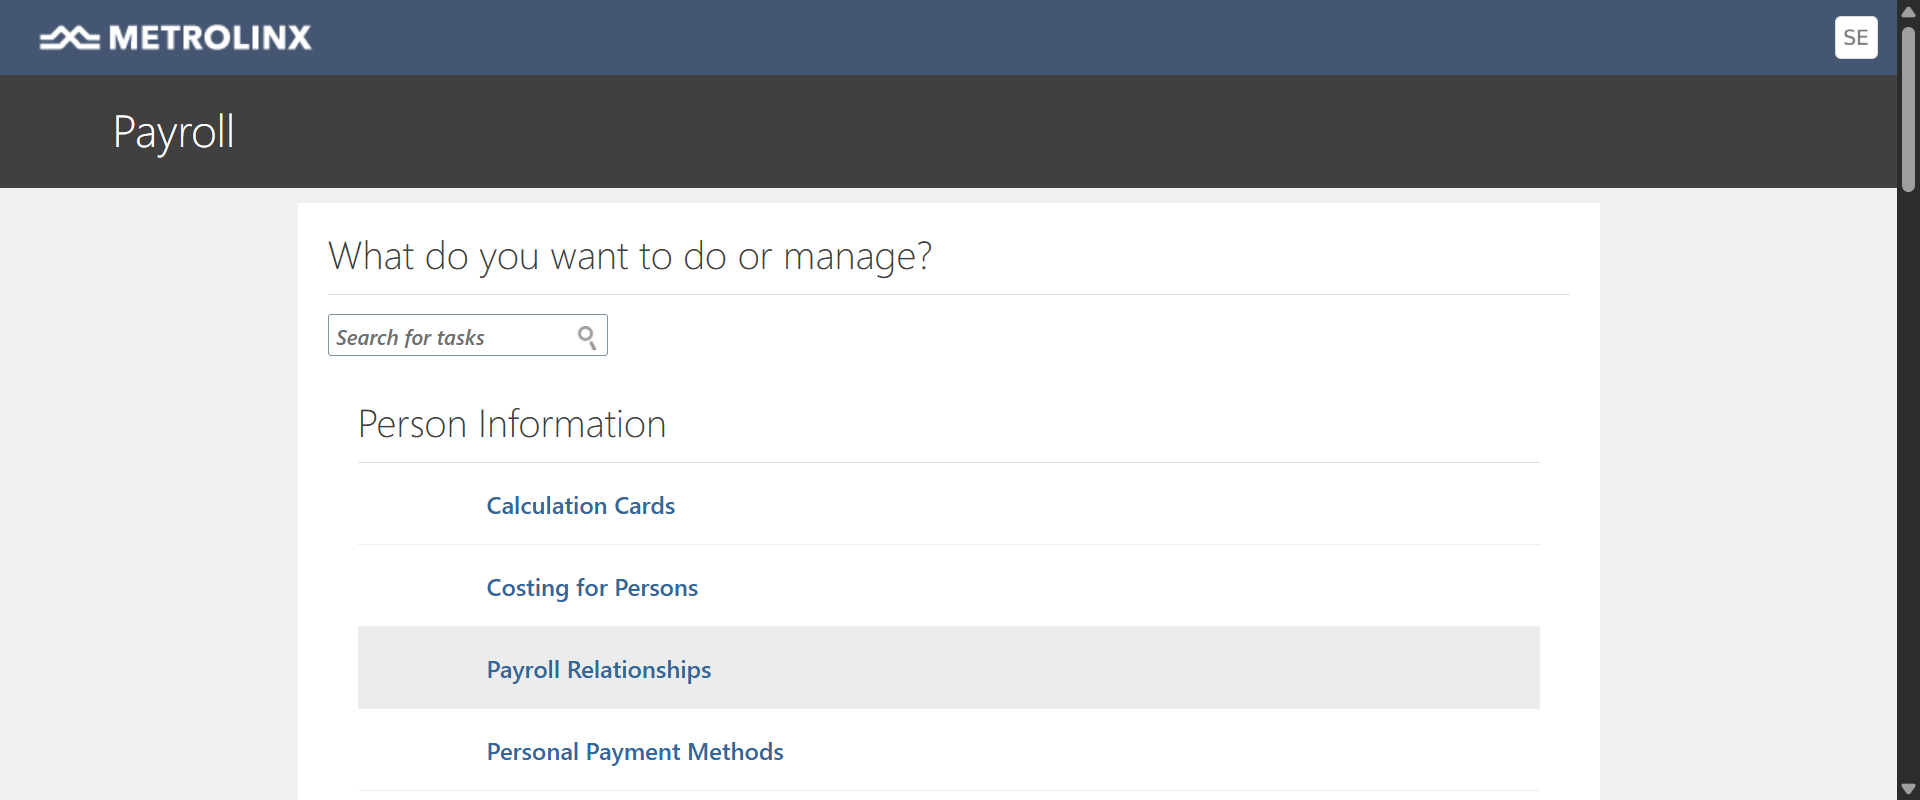 METROLINX
SE
Payroll
What do you want to do or manage?
Search for tasks
Person Information
Calculation Cards
Costing for Persons
Payroll Relationships
Personal Payment Methods